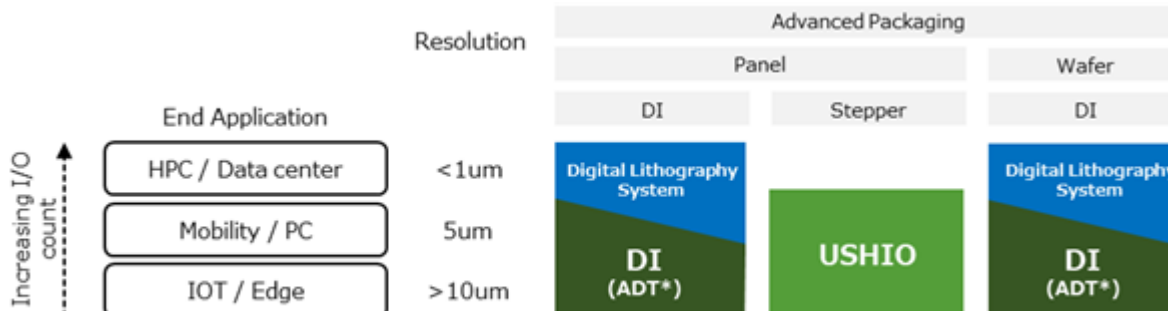 Advanced Packaging
Resolution
Panel
Wafer
End Application
DI
Stepper
DI
Increasing I/O
count
HPC / Data center
<1um
Digital Lithography
System
Digital Lithography
System
Mobility / PC
5um
USHIO
IOT / Edge
>10um
DI
(ADT*)
DI
(ADT*)